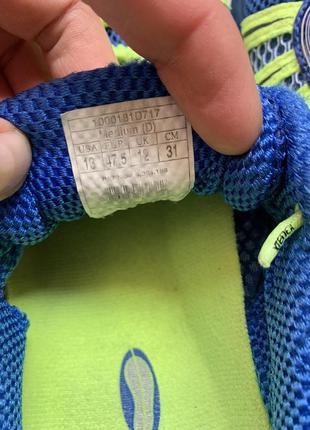 1000181D717
Medium (D)
USA EUR UK CM
13 47.5 12 31